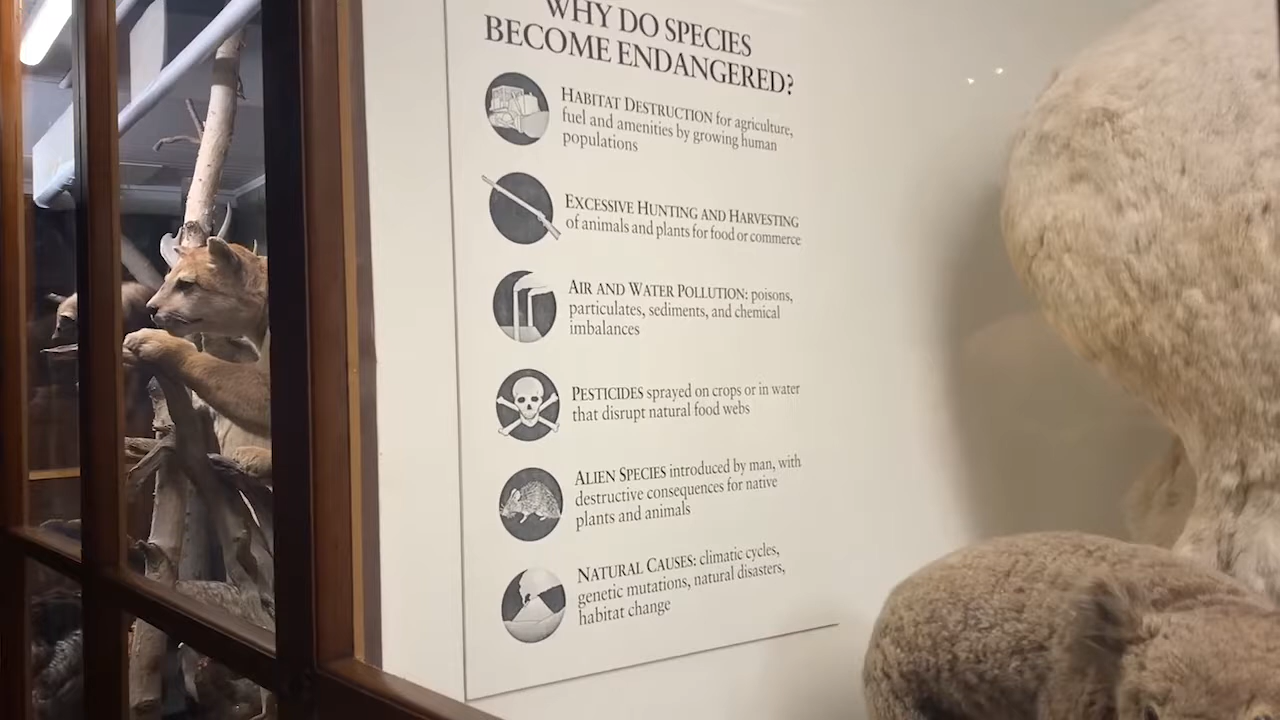 WHY DO SPECIES
BECOME ENDANGERED?
HABITAT DESTRUCTION for agriculture,
fuel and amenities by growing human
populations
EXCESSIVE HUNTING AND HARVESTING
of animals and plants for food or commerce
AIR AND WATER POLLUTION: poisons,
particulates, sediments, and chemical
imbalances
PESTICIDES sprayed on crops or in water
that disrupt natural food webs
ALIEN SPECIES introduced by man, with
destructive consequences for native
plants and animals
NATURAL CAUSES: climatic cycles,
genetic mutations, natural disasters,
habitat change